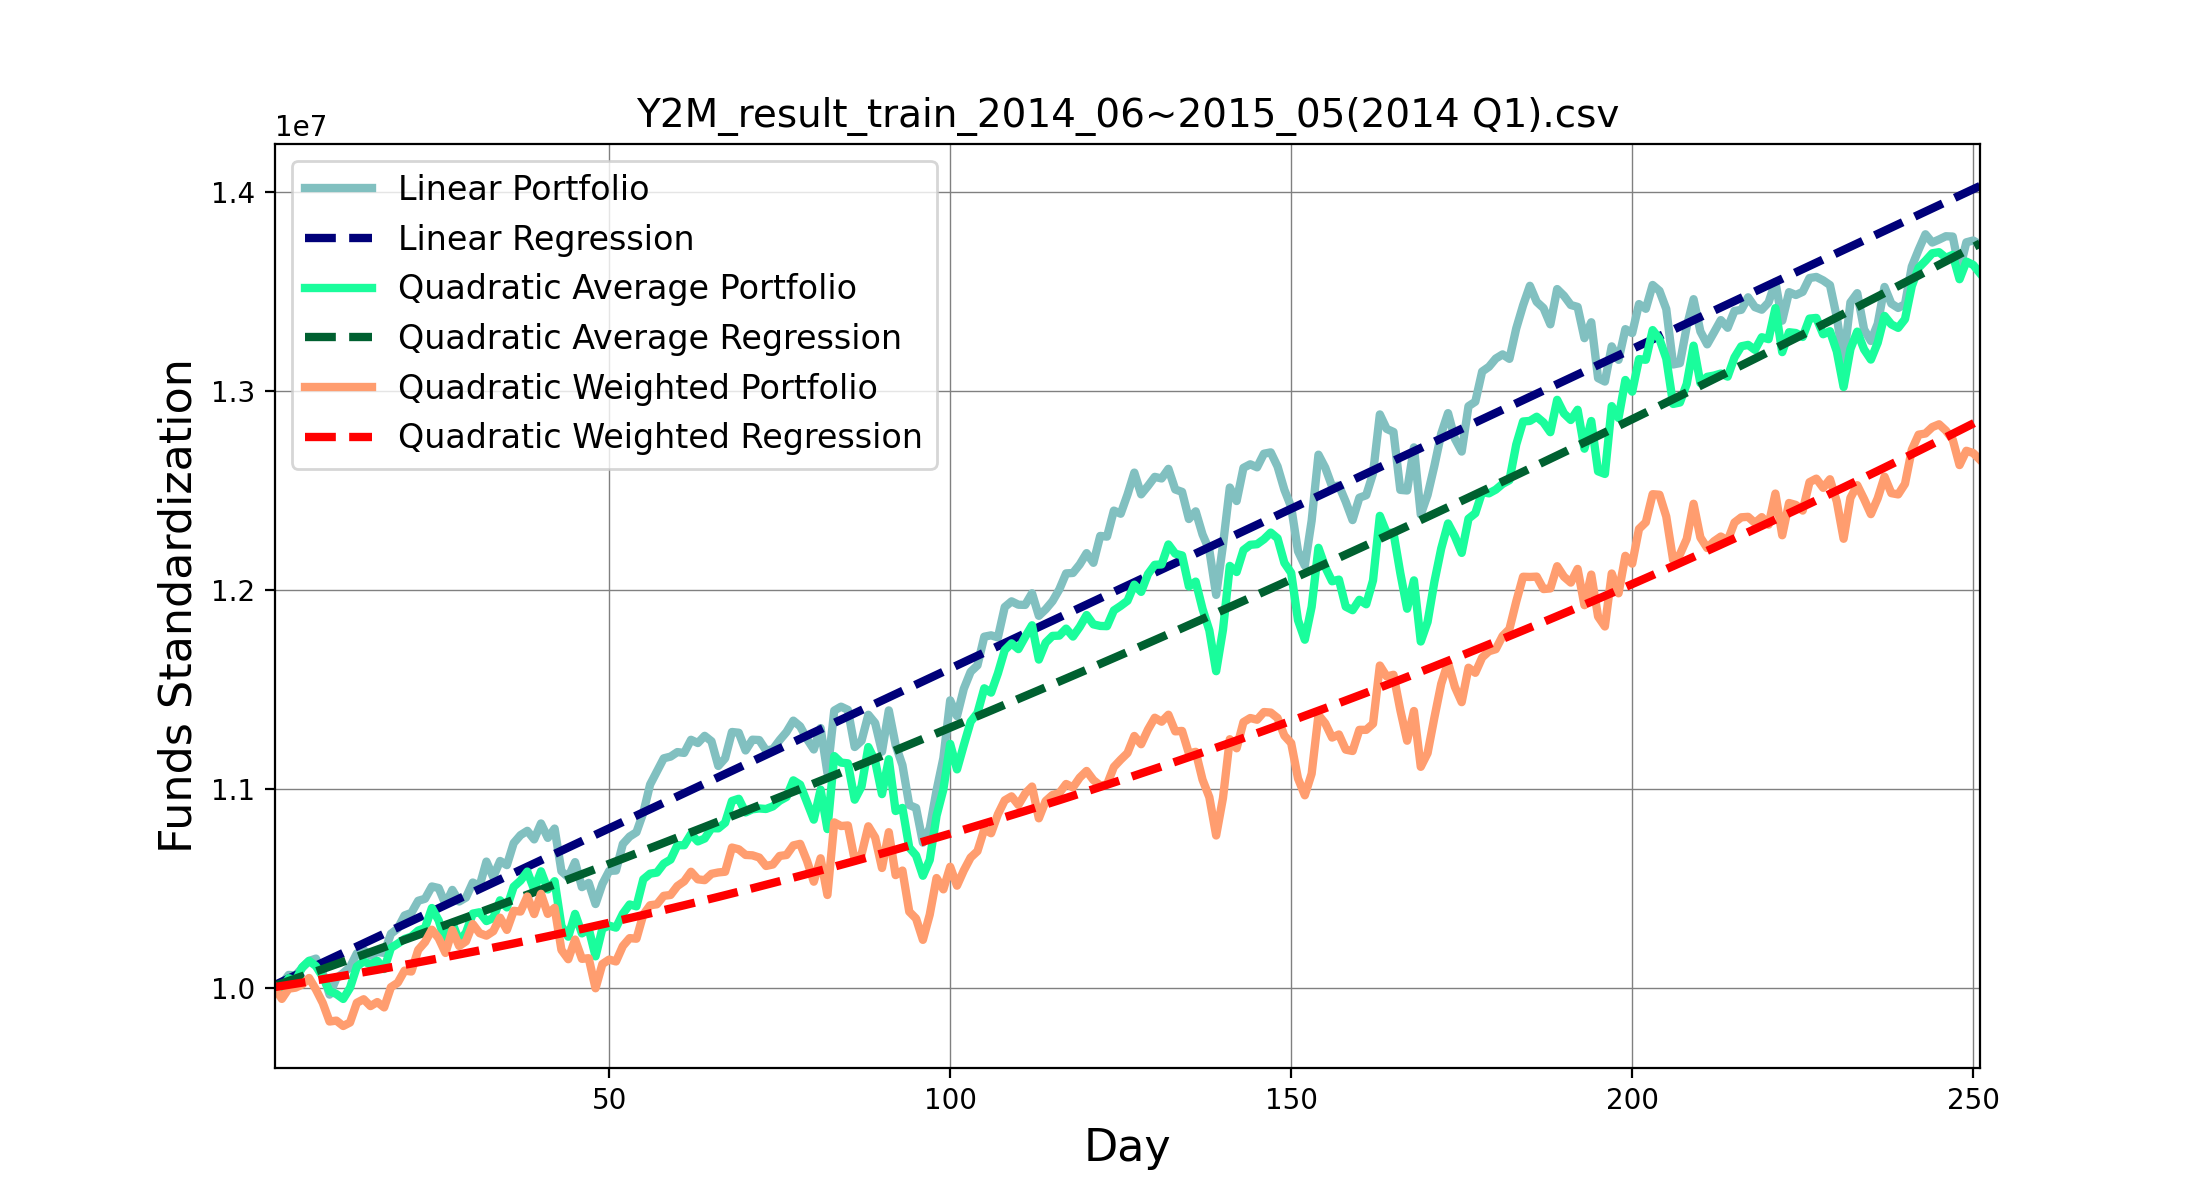 Y2M_result_train_2014_06~2015_05(2014 Q1).csv
1e7
1.4
1.3
1.2
1.1
1.0
Funds Standardization
Linear Portfolio
Linear Regression
Quadratic Average Portfolio
Quadratic Average Regression
Quadratic Weighted Portfolio
Quadratic Weighted Regression
50 100 150 200 250
Day